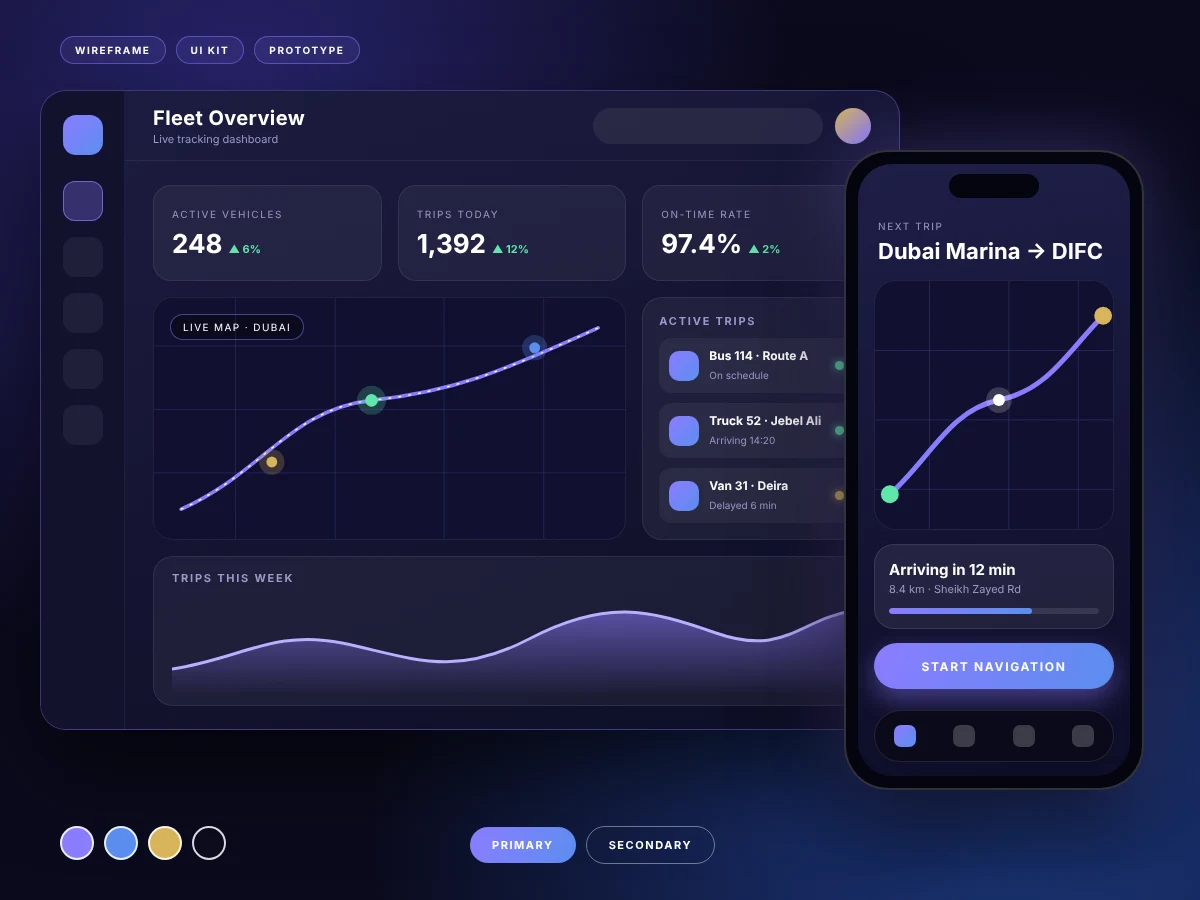 WIREFRAME
UI KIT
PROTOTYPE
Fleet Overview
Live tracking dashboard
ACTIVE VEHICLES
248 ▲ 6%
TRIPS TODAY
1,392 ▲ 12%
ON-TIME RATE
97.4% ▲ 2%
LIVE MAP · DUBAI
ACTIVE TRIPS
Bus 114 · Route A
On schedule
Truck 52 · Jebel Ali
Arriving 14:20
Van 31 · Deira
Delayed 6 min
TRIPS THIS WEEK
NEXT TRIP
Dubai Marina → DIFC
Arriving in 12 min
8.4 km · Sheikh Zayed Rd
START NAVIGATION
PRIMARY
SECONDARY